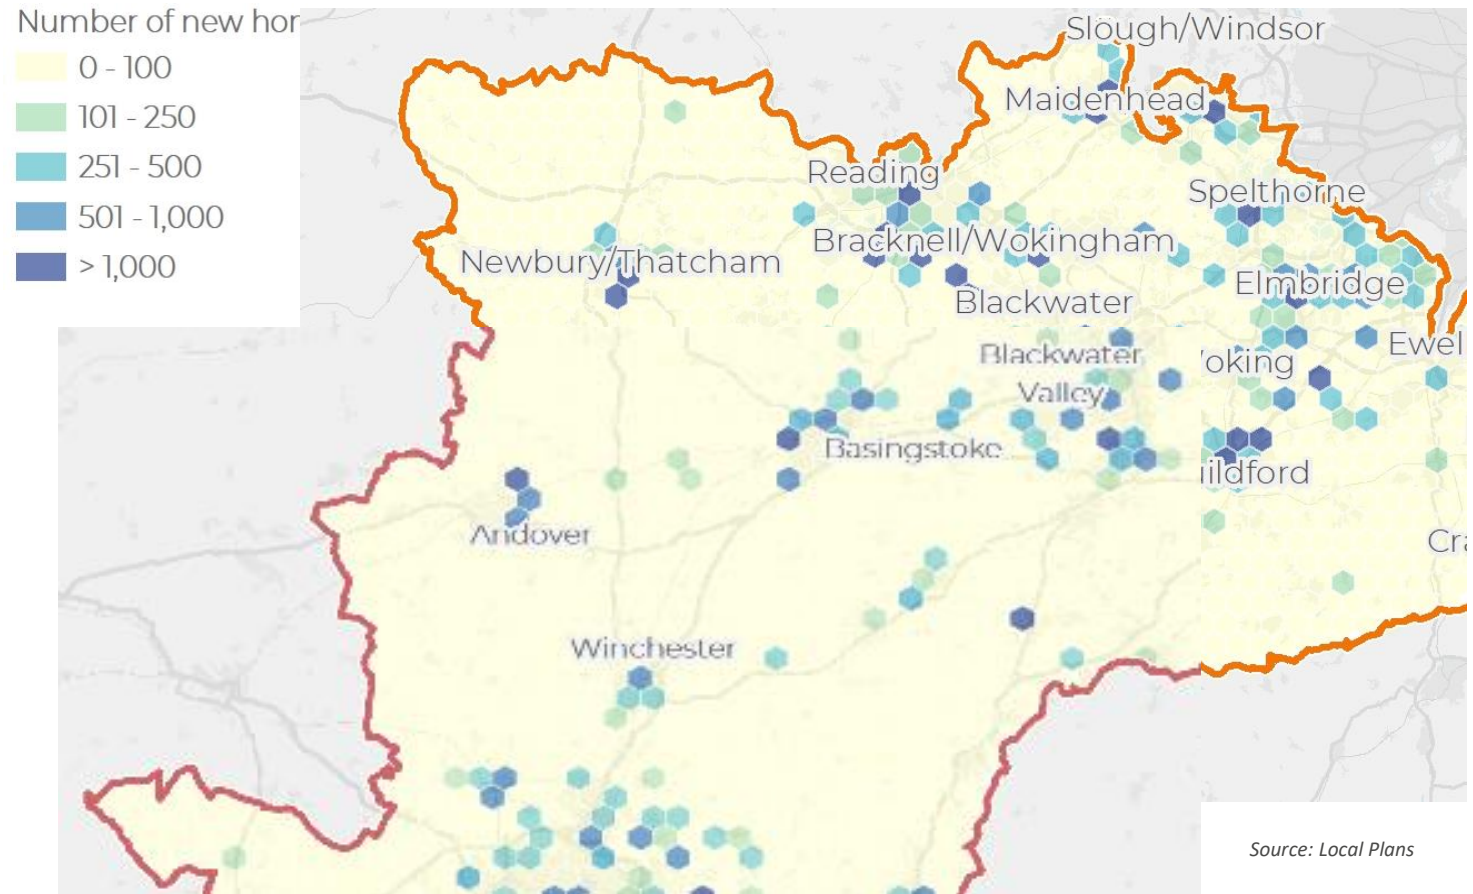 Number of new hor
0 - 100
101 - 250
251 - 500
501 - 1,000
> 1,000
Slough/Windsor
Maidenhead
Reading
Spelthorne
Bracknell/Wokingham
Newbury/Thatcham
Elmbridge
Blackwater
Ewel
Blackwater
Valley
oking
Basingstoke
uildford
Andover
Cra
Winchester
Source: Local Plans